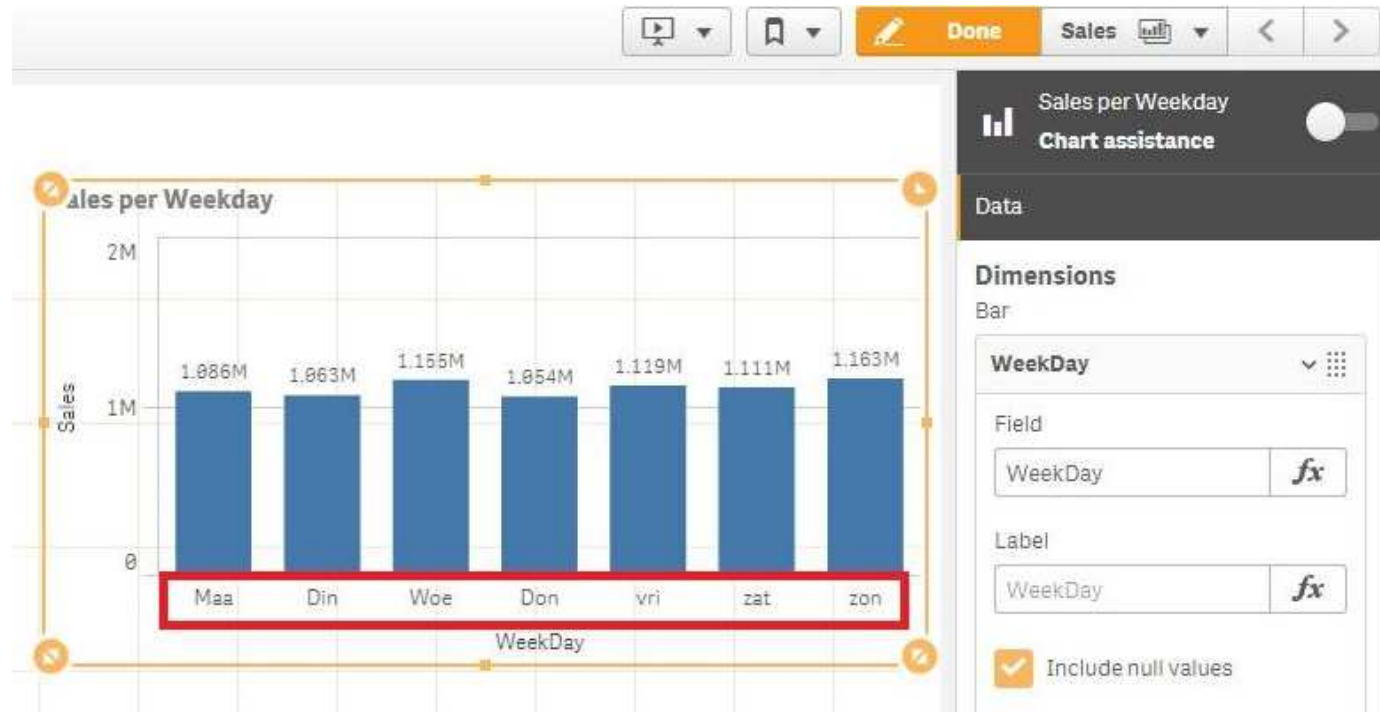 Done
Sales
Sales per Weekday
Chart assistance
Data
Dimensions
Bar
WeekDay
Field
WeekDay
fx
Label
WeekDay
fx
Include null values
ales per Weekday
2M
1M
0
Sales
1.086M 1.063M 1.155M 1.054M 1.119M 1.111M 1.163M
Maa Din Woe Don vri zat zon
WeekDay